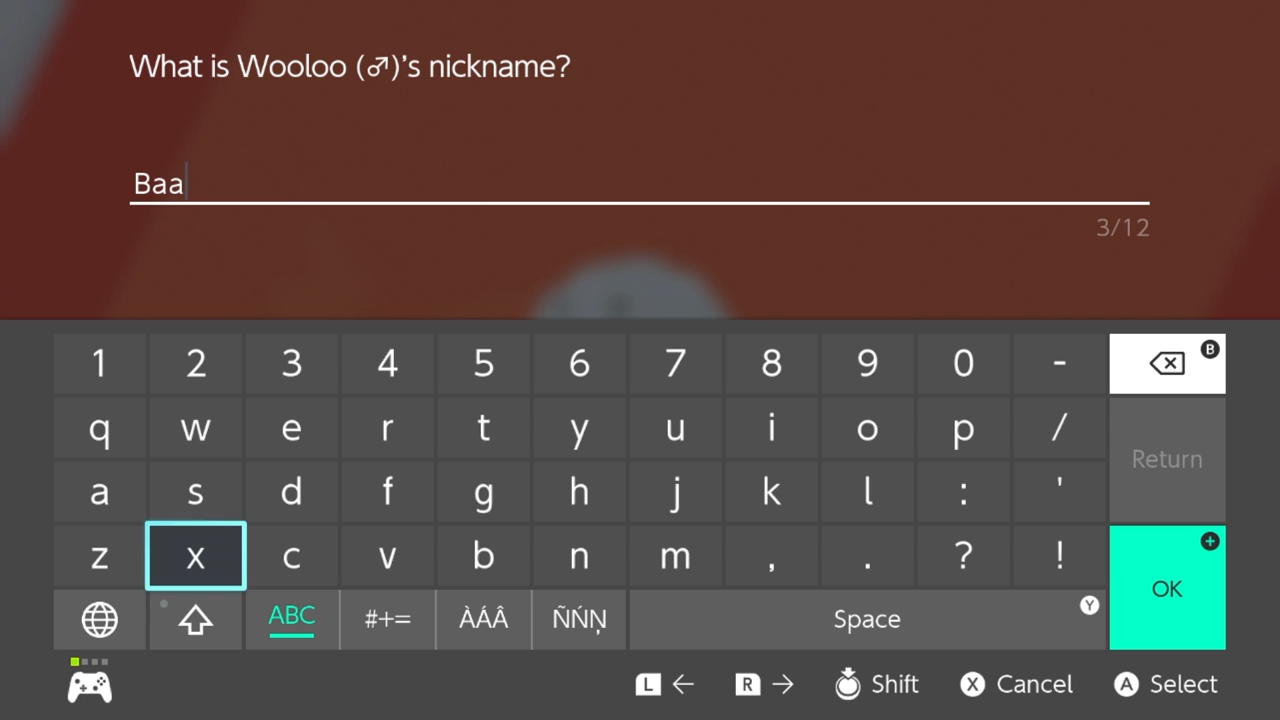 What is Wooloo (♂)'s nickname?
Baa
3/12
1 2 3 4 5 6 7 8 9 0 - B
q w e r t y u i o p /
Return
a s d f g h j k l : '
z x c v b n m , . ? ! +
OK
ABC #+= ÀÁÂ ÑŃŅ Space Y
L ← R → Shift X Cancel A Select